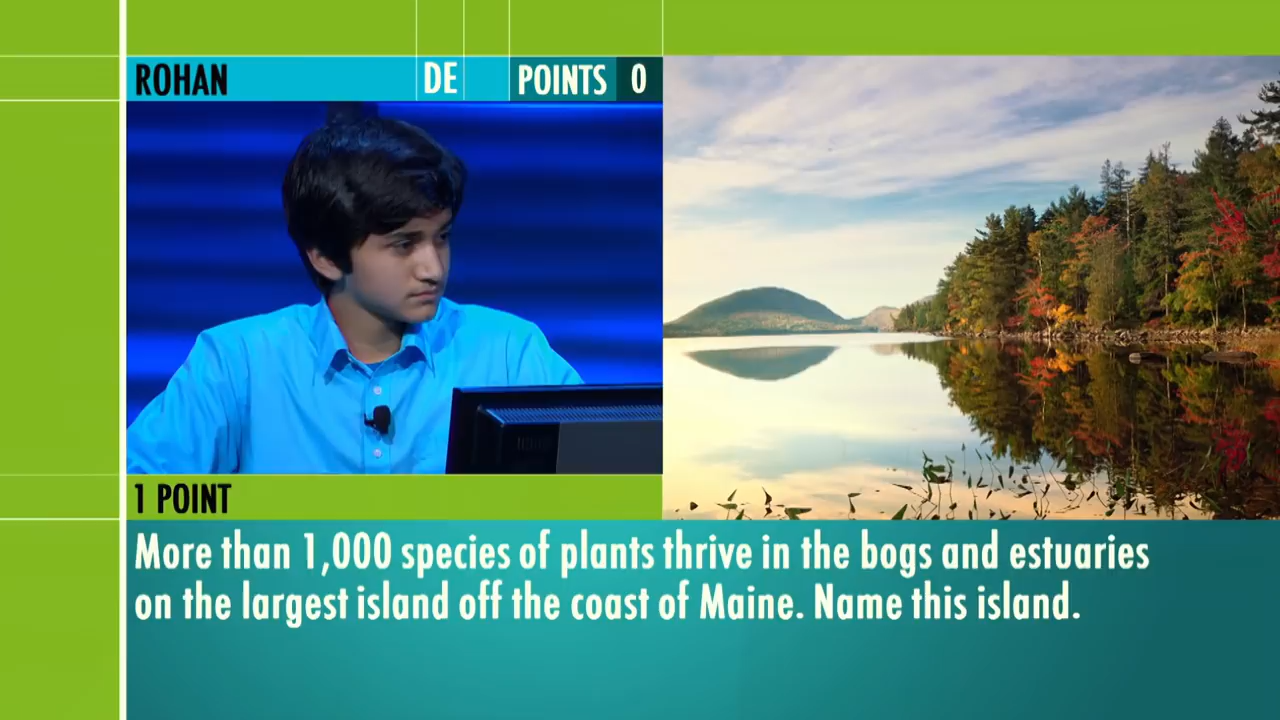 ROHAN DE POINTS 0
1 POINT
More than 1,000 species of plants thrive in the bogs and estuaries
on the largest island off the coast of Maine. Name this island.